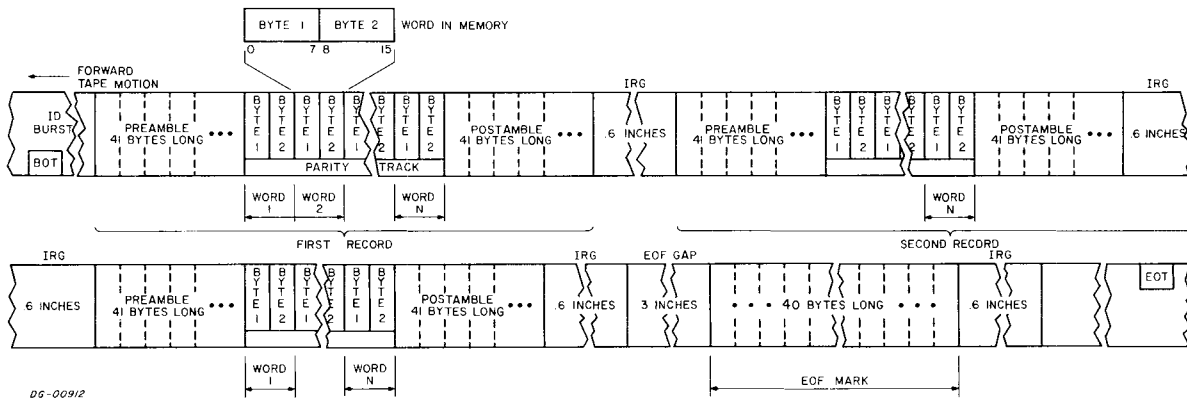 BYTE 1 BYTE 2 WORD IN MEMORY
0 7 8 15
FORWARD
TAPE MOTION
IRG IRG
ID
BURST
BOT
PREAMBLE
41 BYTES LONG
BYTE 1
BYTE 2
BYTE 1
BYTE 2
BYTE 1
BYTE 2
BYTE 1
BYTE 2
PARITY TRACK
POSTAMBLE
41 BYTES LONG
.6 INCHES
PREAMBLE
41 BYTES LONG
BYTE 1
BYTE 2
BYTE 1
BYTE 2
BYTE 1
BYTE 2
POSTAMBLE
41 BYTES LONG
.6 INCHES
WORD
1
WORD
2
WORD
N
WORD
N
FIRST RECORD SECOND RECORD
IRG IRG EOF GAP IRG
.6 INCHES
PREAMBLE
41 BYTES LONG
BYTE 1
BYTE 2
BYTE 2
BYTE 1
BYTE 2
POSTAMBLE
41 BYTES LONG
.6 INCHES
3 INCHES
40 BYTES LONG
.6 INCHES
EOT
WORD
1
WORD
N
EOF MARK
DG-00912